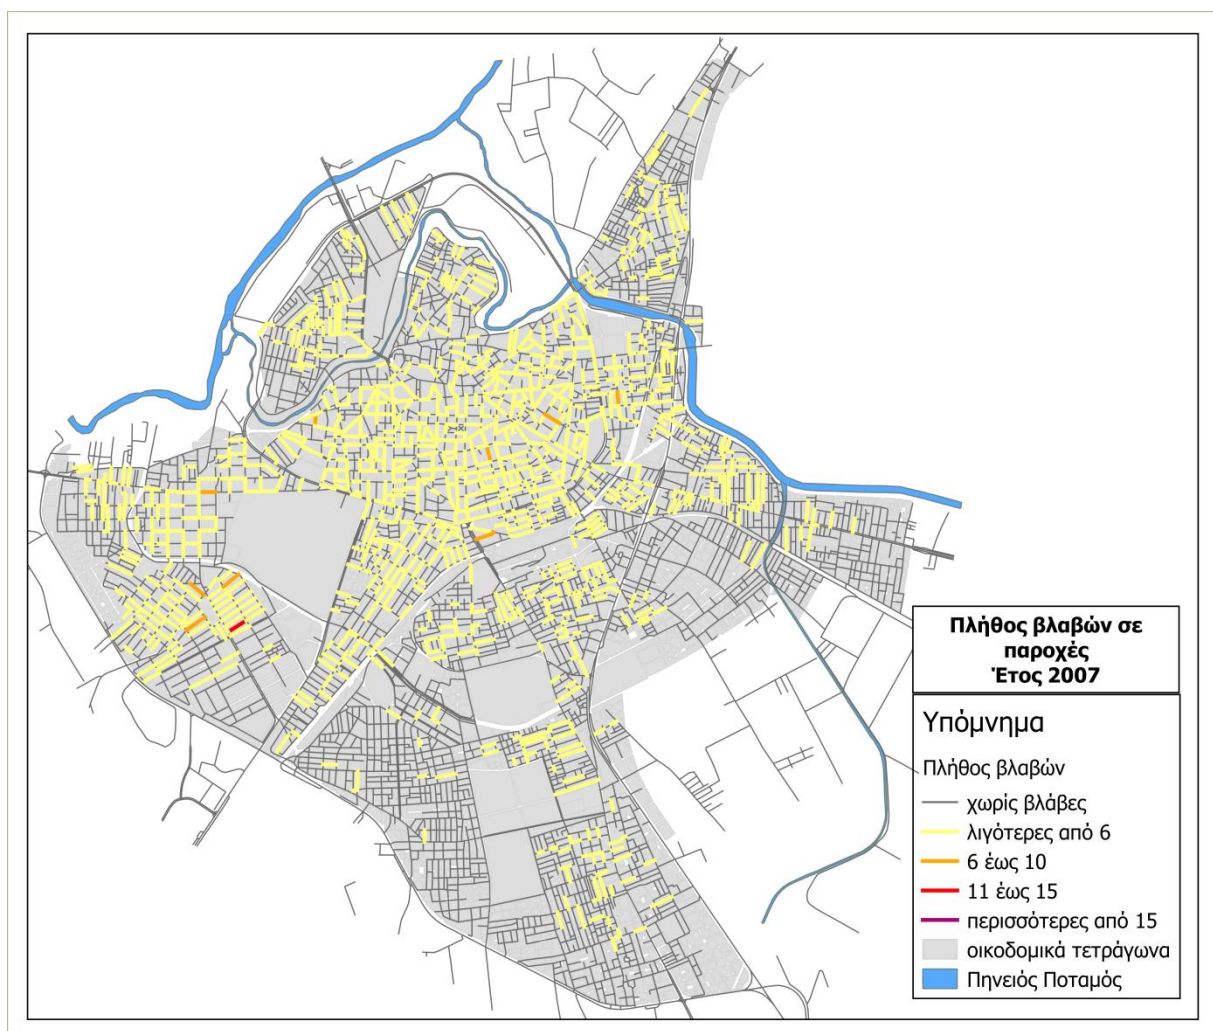 Πλήθος βλαβών σε
παροχές
Έτος 2007
Υπόμνημα
Πλήθος βλαβών
χωρίς βλάβες
λιγότερες από 6
6 έως 10
11 έως 15
περισσότερες από 15
οικοδομικά τετράγωνα
Πηνειός Ποταμός